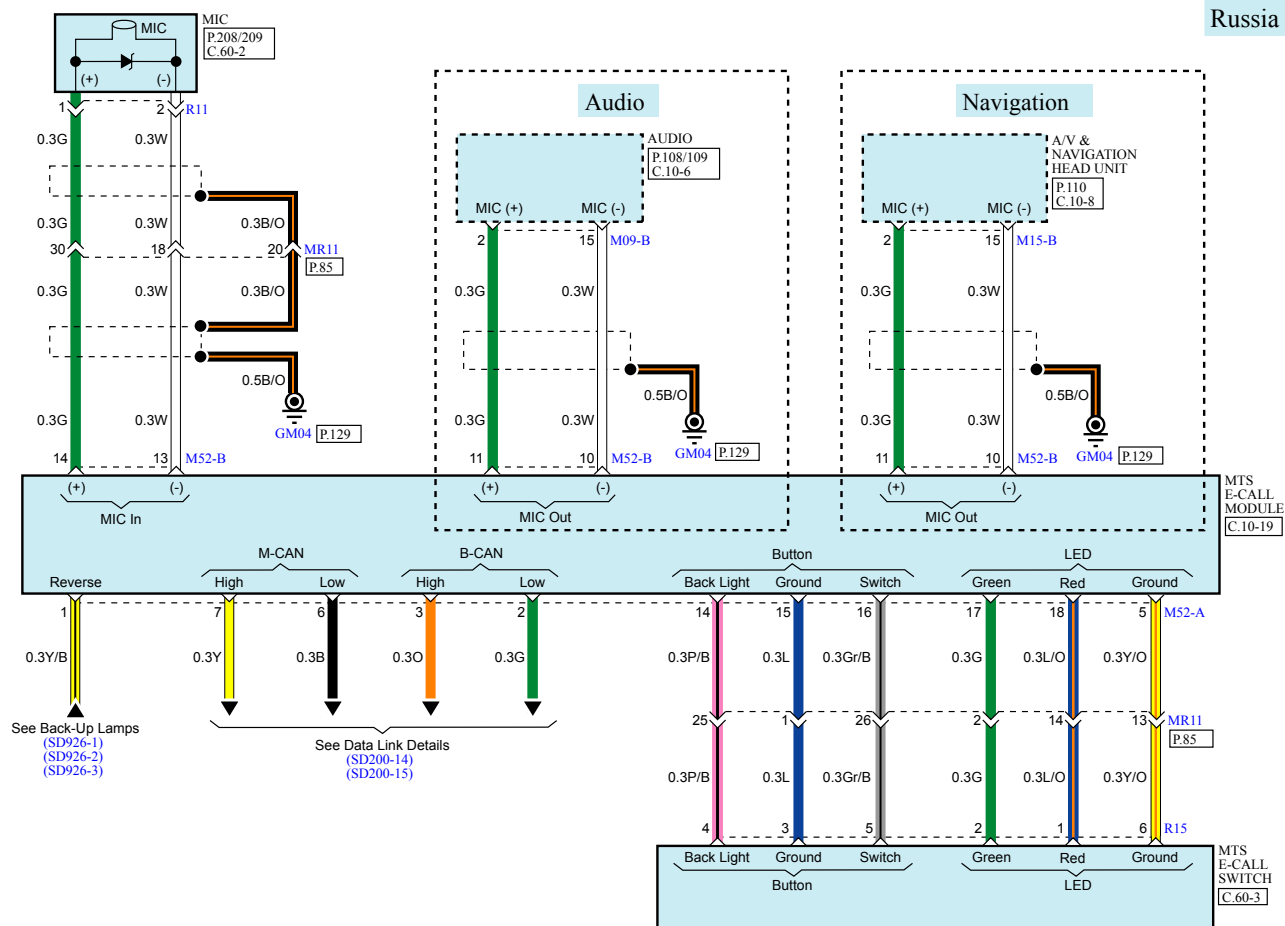 Russia
MIC
P.208/209
C.60-2
MIC
(+) (-)
1 2 R11
0.3G 0.3W
0.3G 0.3W 0.3B/O
30 18 20 MR11
P.85
0.3G 0.3W 0.3B/O
0.5B/O
GM04 P.129
0.3G 0.3W
14 13 M52-B
(+) (-)
MIC In
Audio
AUDIO
P.108/109
C.10-6
MIC (+) MIC (-)
2 15 M09-B
0.3G 0.3W
0.5B/O
0.3G 0.3W
GM04 P.129
11 10 M52-B
(+) (-)
MIC Out
Navigation
A/V &
NAVIGATION
HEAD UNIT
P.110
C.10-8
MIC (+) MIC (-)
2 15 M15-B
0.3G 0.3W
0.5B/O
0.3G 0.3W
GM04 P.129
11 10 M52-B
(+) (-)
MIC Out
MTS
E-CALL
MODULE
C.10-19
M-CAN B-CAN Button LED
Reverse High Low High Low Back Light Ground Switch Green Red Ground
1 7 6 3 2 14 15 16 17 18 5 M52-A
0.3Y/B 0.3Y 0.3B 0.3O 0.3G 0.3P/B 0.3L 0.3Gr/B 0.3G 0.3L/O 0.3Y/O
See Back-Up Lamps
(SD926-1)
(SD926-2)
(SD926-3)
See Data Link Details
(SD200-14)
(SD200-15)
25 1 26 2 14 13 MR11
P.85
0.3P/B 0.3L 0.3Gr/B 0.3G 0.3L/O 0.3Y/O
4 3 5 2 1 6 R15
Back Light Ground Switch Green Red Ground
Button LED
MTS
E-CALL
SWITCH
C.60-3